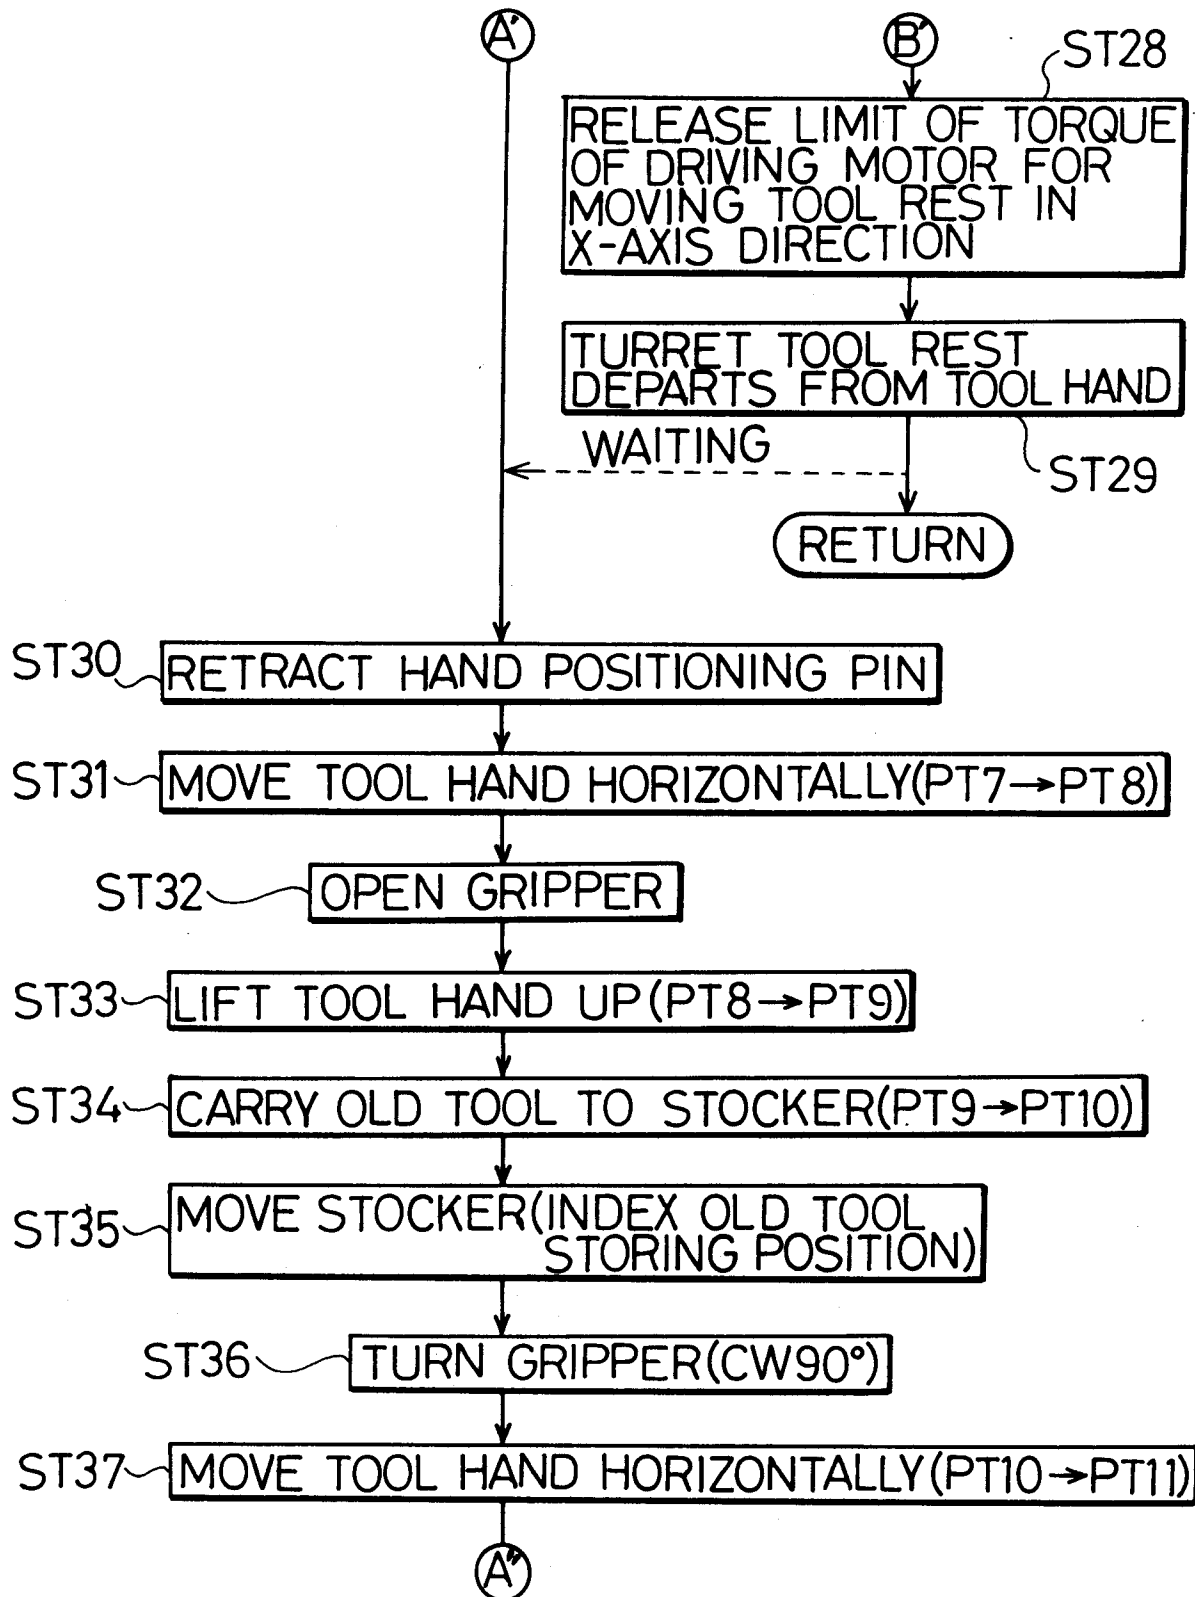 A'
B'
ST28
RELEASE LIMIT OF TORQUE
OF DRIVING MOTOR FOR
MOVING TOOL REST IN
X-AXIS DIRECTION
TURRET TOOL REST
DEPARTS FROM TOOL HAND
WAITING
ST29
RETURN
ST30
RETRACT HAND POSITIONING PIN
ST31
MOVE TOOL HAND HORIZONTALLY(PT7→PT8)
ST32
OPEN GRIPPER
ST33
LIFT TOOL HAND UP(PT8→PT9)
ST34
CARRY OLD TOOL TO STOCKER(PT9→PT10)
ST35
MOVE STOCKER(INDEX OLD TOOL
STORING POSITION)
ST36
TURN GRIPPER(CW90°)
ST37
MOVE TOOL HAND HORIZONTALLY(PT10→PT11)
A"